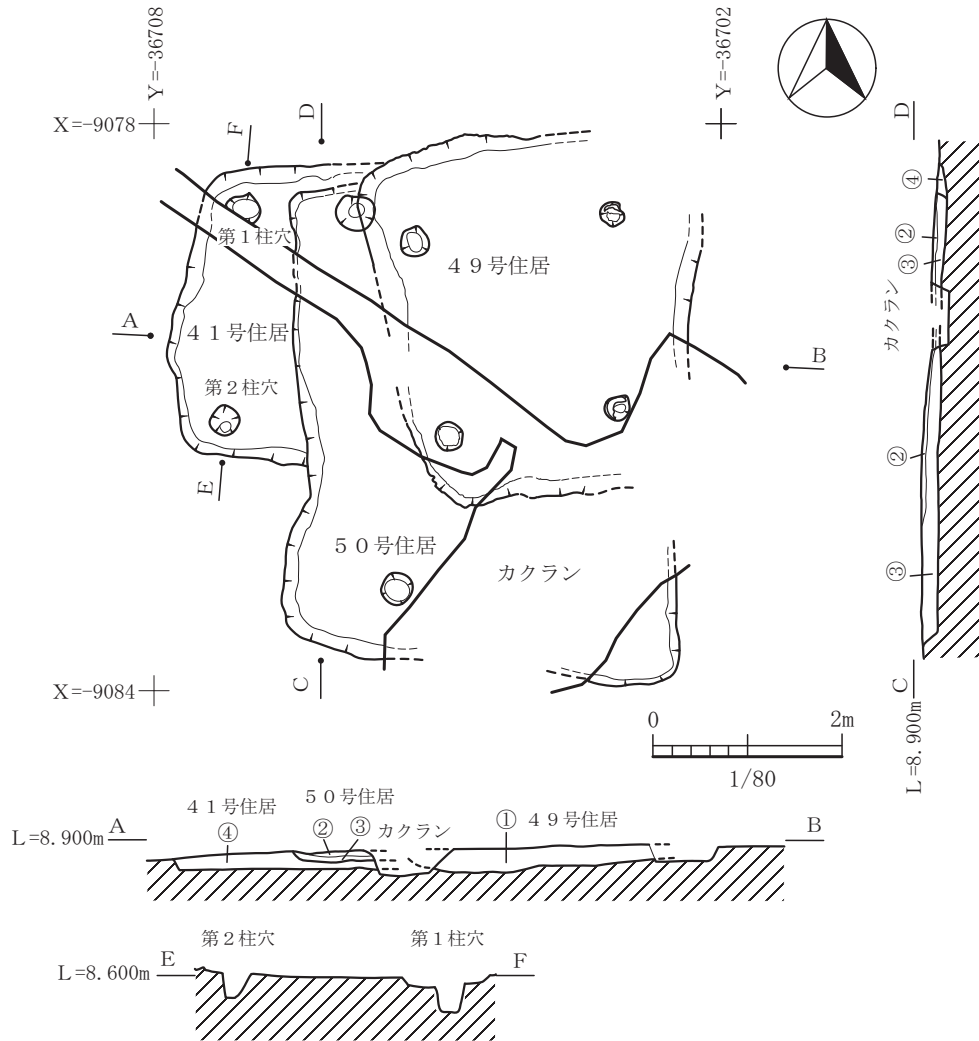 Y=-36708
Y=-36702
X=-9078
F
D
D
④
第１柱穴
４９号住居
②
③
A
４１号住居
カクラン
B
第２柱穴
②
E
５０号住居
カクラン
③
C
X=-9084
C
L=8.900m
0
2m
1/80
４１号住居
５０号住居
L=8.900m
A
④
②
③
カクラン
①
４９号住居
B
第２柱穴
第１柱穴
L=8.600m
E
F